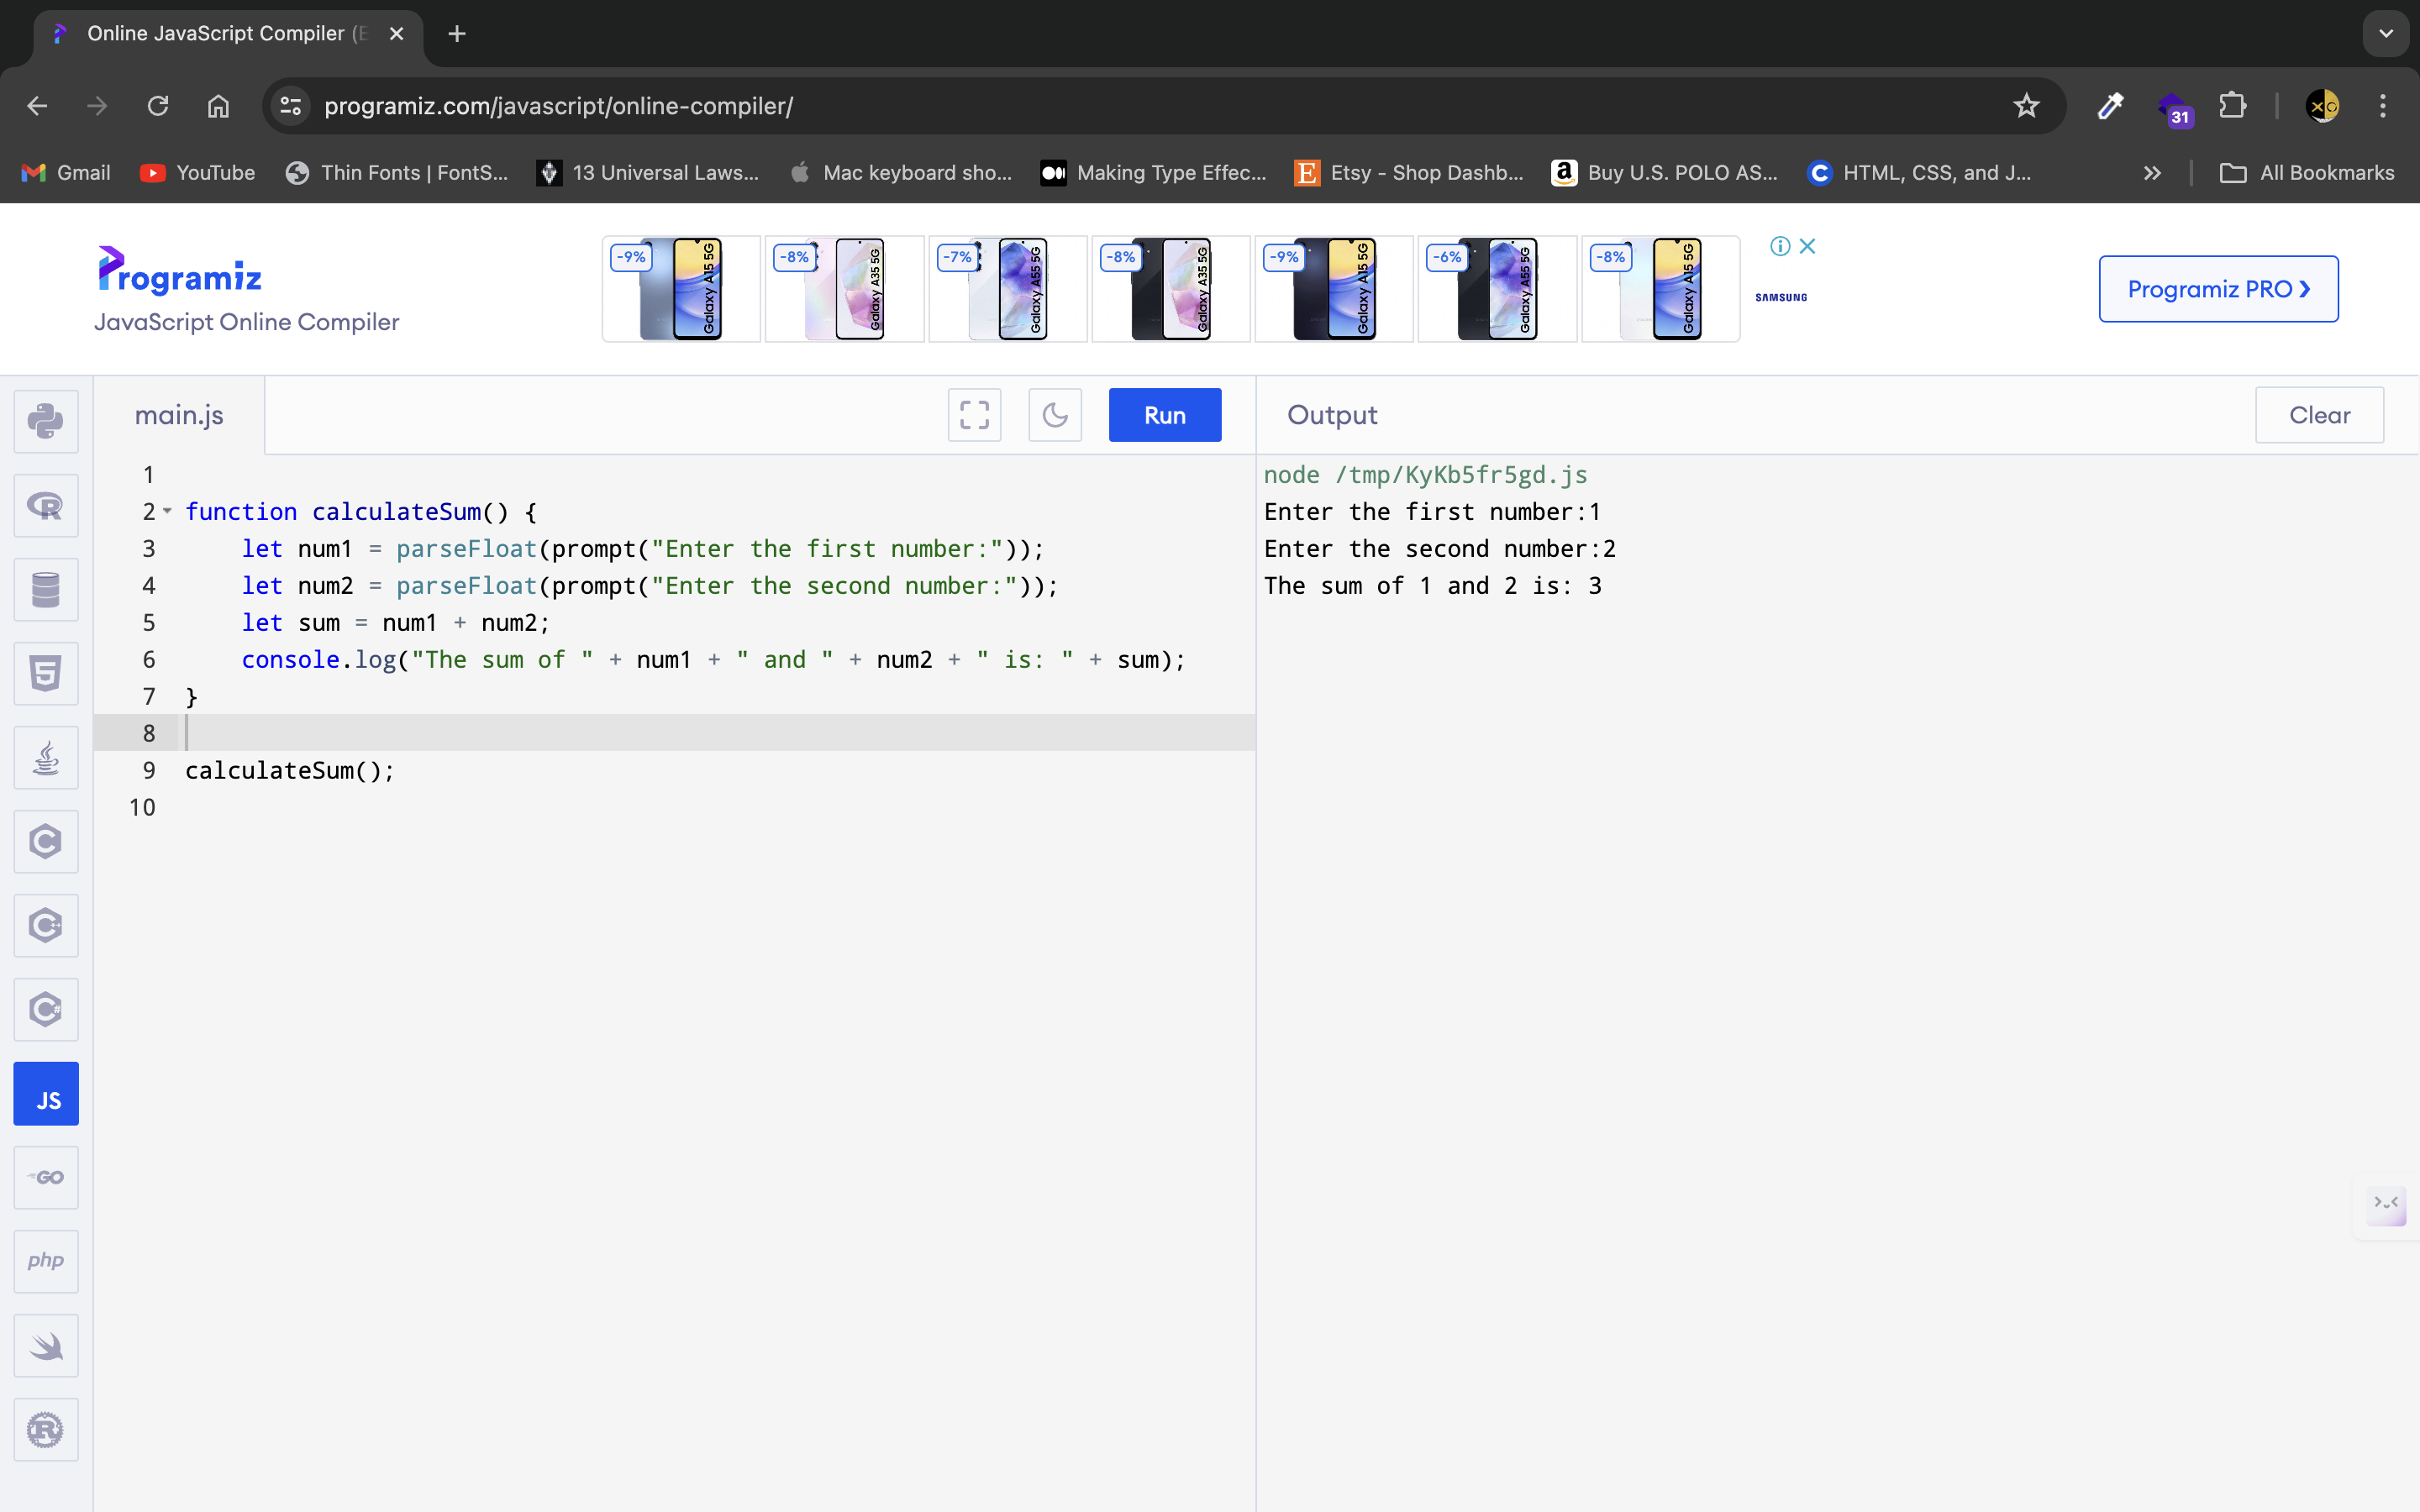 Online JavaScript Compiler (E
programiz.com/javascript/online-compiler/
31
Gmail
YouTube
Thin Fonts | FontS...
13 Universal Laws...
Mac keyboard sho...
Making Type Effec...
Etsy - Shop Dashb...
Buy U.S. POLO AS...
HTML, CSS, and J...
All Bookmarks
Programiz
JavaScript Online Compiler
-9% Galaxy A15 5G
-8% Galaxy A35 5G
-7% Galaxy A55 5G
-8% Galaxy A35 5G
-9% Galaxy A15 5G
-6% Galaxy A55 5G
-8% Galaxy A15 5G
SAMSUNG
Programiz PRO ❯
main.js
Run
Output
Clear
1
2 function calculateSum() {
3     let num1 = parseFloat(prompt("Enter the first number:"));
4     let num2 = parseFloat(prompt("Enter the second number:"));
5     let sum = num1 + num2;
6     console.log("The sum of " + num1 + " and " + num2 + " is: " + sum);
7 }
8
9 calculateSum();
10
node /tmp/KyKb5fr5gd.js
Enter the first number:1
Enter the second number:2
The sum of 1 and 2 is: 3
R
5
C
C++
C#
JS
GO
php
R